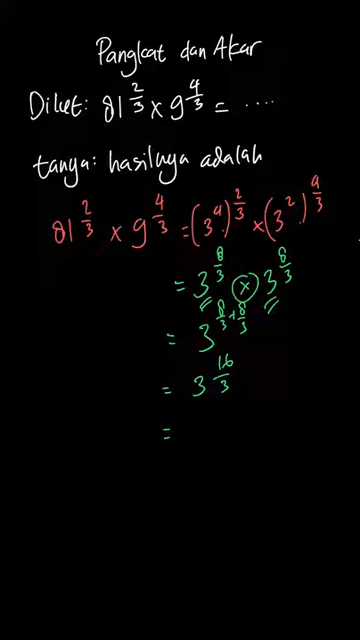 Pangkat dan Akar
Diket: 81^(2/3) x 9^(4/3) = ....
tanya: hasilnya adalah
81^(2/3) x 9^(4/3) = (3^4)^(2/3) x (3^2)^(4/3)
= 3^(8/3) x 3^(8/3)
= 3^(8/3 + 8/3)
= 3^(16/3)
=